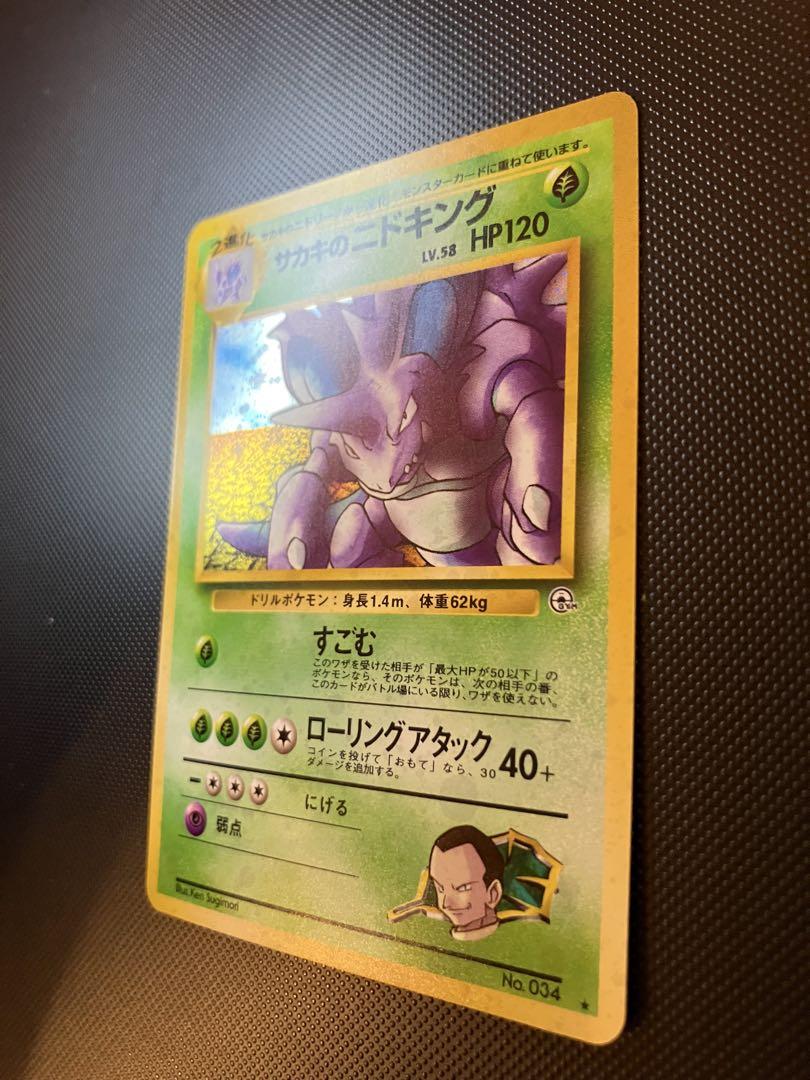 2進化 サカキのニドリーノから進化 モンスターカードに重ねて使います。
サカキのニドキング LV.58 HP120
ドリルポケモン：身長1.4m、体重62kg
GYM
すごむ
このワザを受けた相手が「最大HPが50以下」の
ポケモンなら、そのポケモンは、次の相手の番、
このカードがバトル場にいる限り、ワザを使えない。
ローリングアタック 40+
コインを投げて「おもて」なら、30
ダメージを追加する。
にげる
弱点
Illus. Ken Sugimori
No. 034